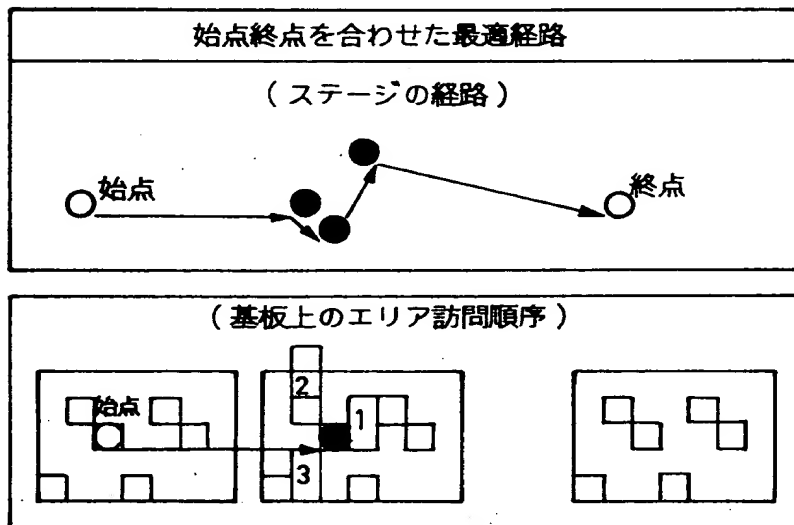 始点終点を合わせた最適経路
(ステージの経路)
始点
終点
(基板上のエリア訪問順序)
始点
2
1
3